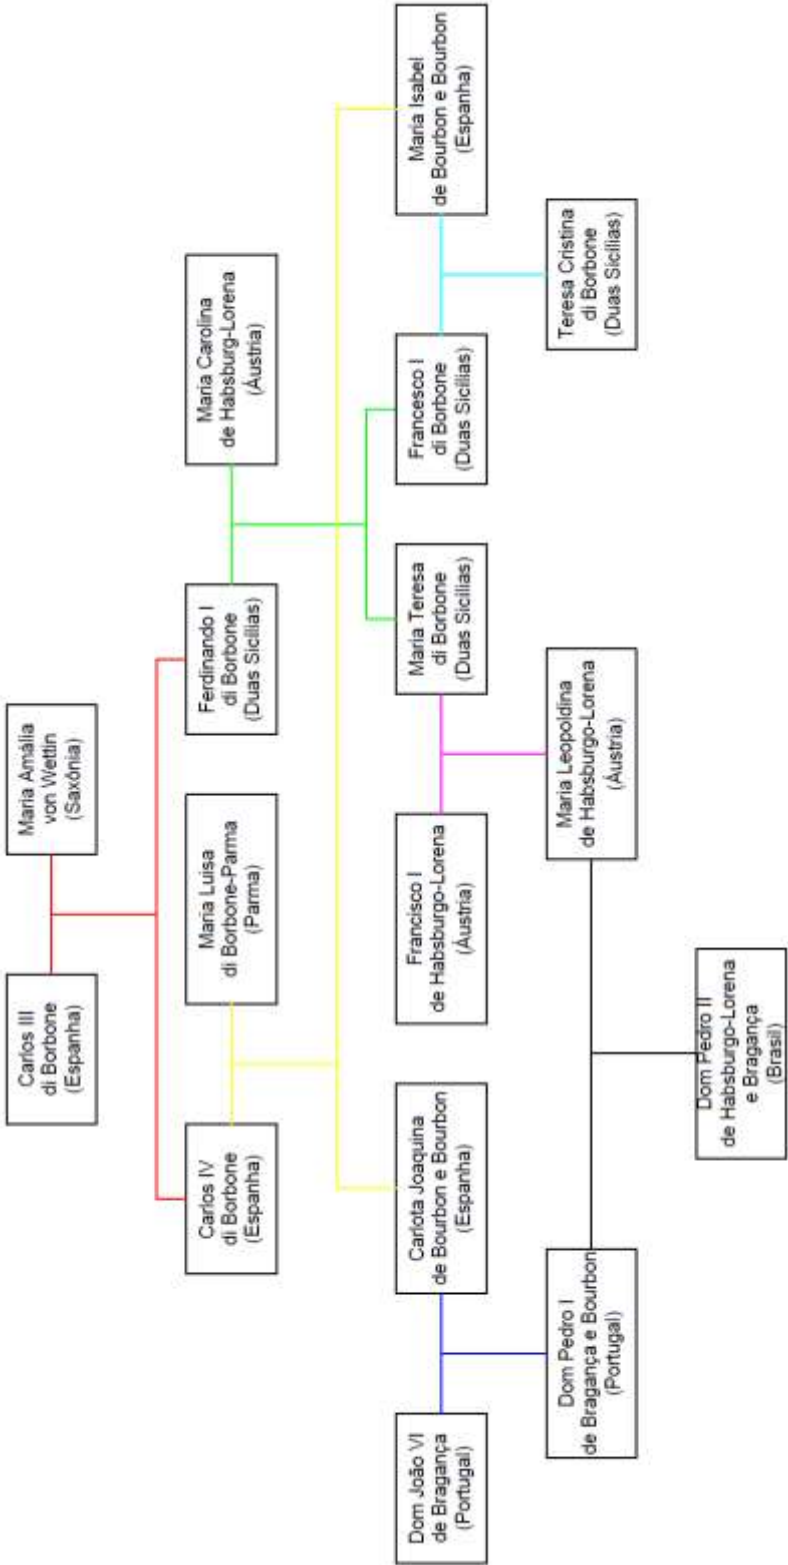 Carlos III
di Borbone
(Espanha)
Maria Amália
von Wettin
(Saxônia)
Carlos IV
di Borbone
(Espanha)
Maria Luisa
di Borbone-Parma
(Parma)
Ferdinando I
di Borbone
(Duas Sicílias)
Maria Carolina
de Habsburg-Lorena
(Áustria)
Dom João VI
de Bragança
(Portugal)
Carlota Joaquina
de Bourbon e Bourbon
(Espanha)
Francisco I
de Habsburgo-Lorena
(Áustria)
Maria Teresa
di Borbone
(Duas Sicílias)
Francesco I
di Borbone
(Duas Sicílias)
Maria Isabel
de Bourbon e Bourbon
(Espanha)
Dom Pedro I
de Bragança e Bourbon
(Portugal)
Maria Leopoldina
de Habsburgo-Lorena
(Áustria)
Teresa Cristina
di Borbone
(Duas Sicílias)
Dom Pedro II
de Habsburgo-Lorena
e Bragança
(Brasil)